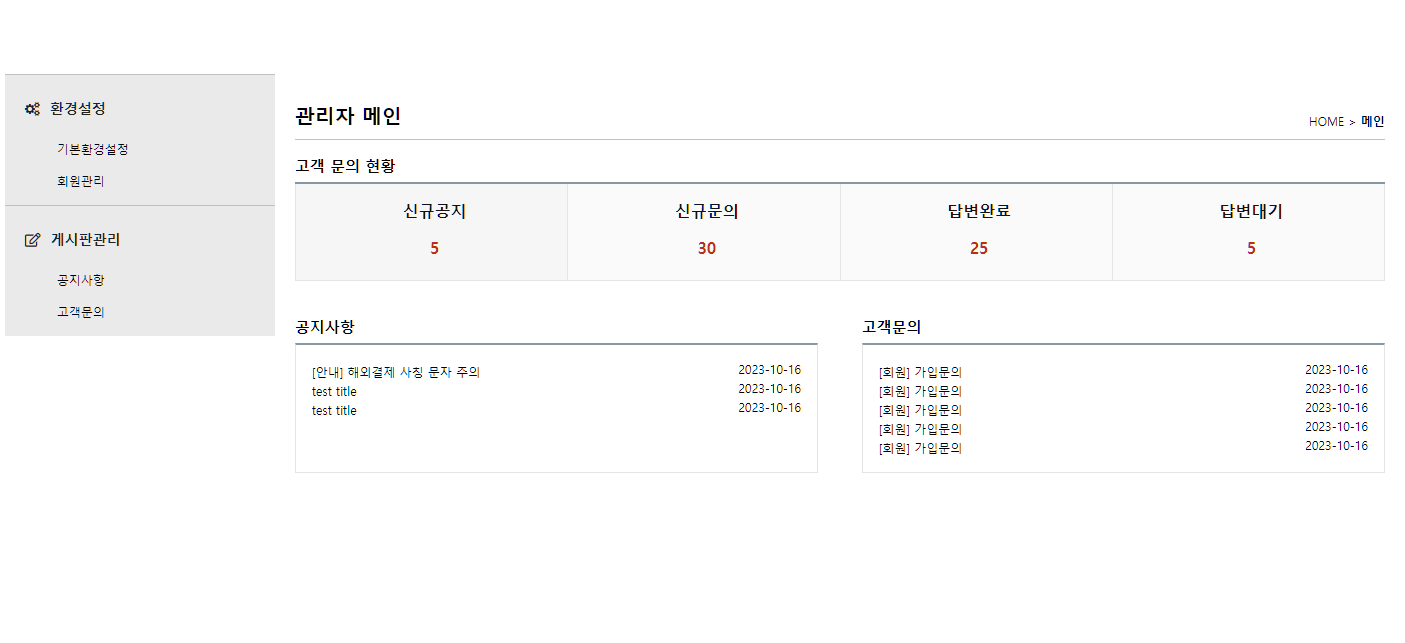 환경설정
기본환경설정
회원관리
게시판관리
공지사항
고객문의
관리자 메인
HOME > 메인
고객 문의 현황
신규공지 신규문의 답변완료 답변대기
5 30 25 5
공지사항
[안내] 해외결제 사칭 문자 주의 2023-10-16
test title 2023-10-16
test title 2023-10-16
고객문의
[회원] 가입문의 2023-10-16
[회원] 가입문의 2023-10-16
[회원] 가입문의 2023-10-16
[회원] 가입문의 2023-10-16
[회원] 가입문의 2023-10-16